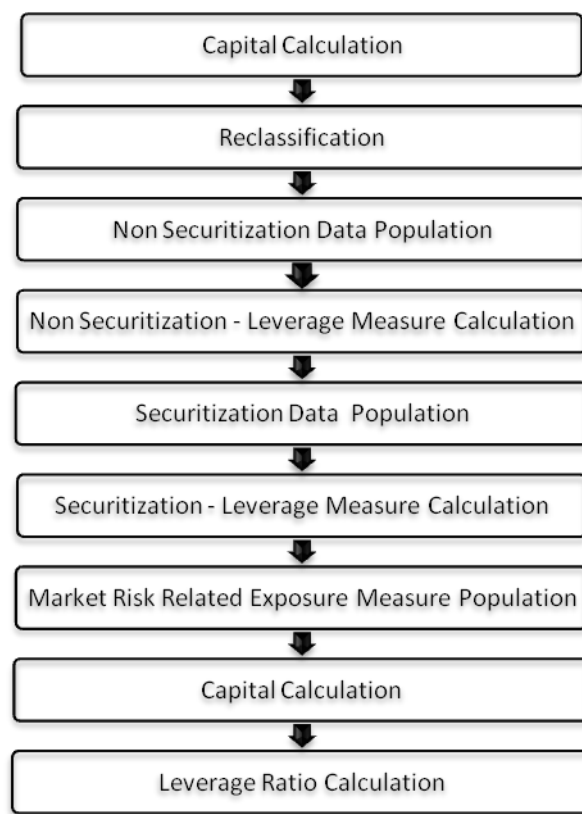 Capital Calculation
Reclassification
Non Securitization Data Population
Non Securitization - Leverage Measure Calculation
Securitization Data Population
Securitization - Leverage Measure Calculation
Market Risk Related Exposure Measure Population
Capital Calculation
Leverage Ratio Calculation